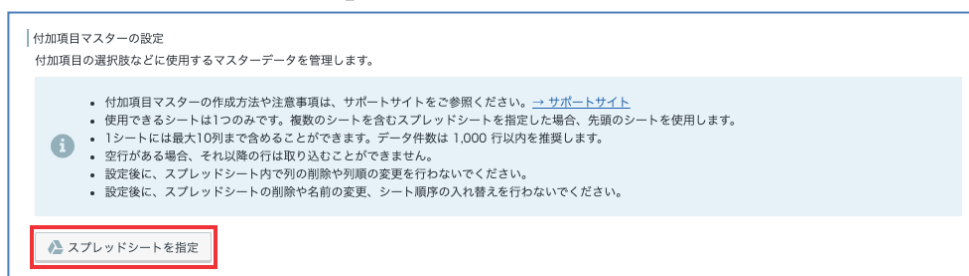 付加項目マスターの設定
付加項目の選択肢などに使用するマスターデータを管理します。
• 付加項目マスターの作成方法や注意事項は、サポートサイトをご参照ください。→ サポートサイト
• 使用できるシートは1つのみです。複数のシートを含むスプレッドシートを指定した場合、先頭のシートを使用します。
• 1シートには最大10列まで含めることができます。データ件数は 1,000 行以内を推奨します。
• 空行がある場合、それ以降の行は取り込むことができません。
• 設定後に、スプレッドシート内で列の削除や列順の変更を行わないでください。
• 設定後に、スプレッドシートの削除や名前の変更、シート順序の入れ替えを行わないでください。
スプレッドシートを指定